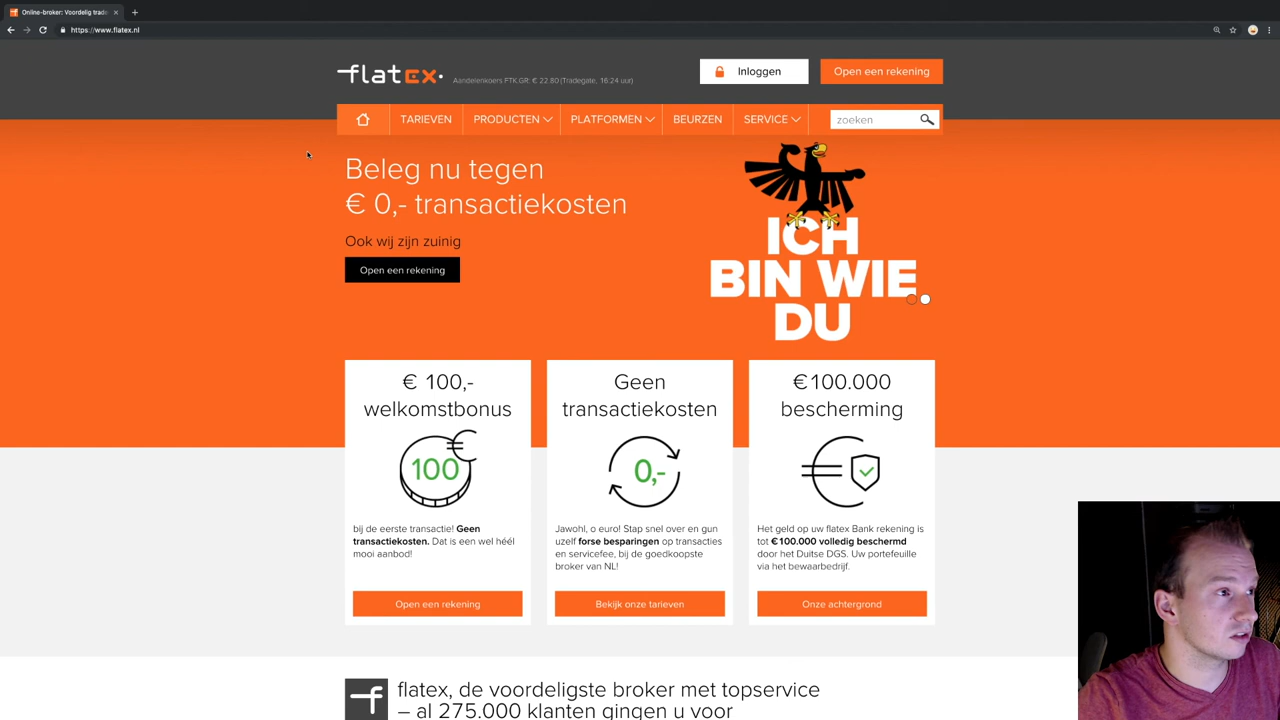 Online-broker: Voordelig trade
https://www.flatex.nl
flatex.
Aandelenkoers FTK.GR: € 22.80 (Tradegate, 16:24 uur)
Inloggen
Open een rekening
TARIEVEN
PRODUCTEN
PLATFORMEN
BEURZEN
SERVICE
zoeken
Beleg nu tegen
€ 0,- transactiekosten
Ook wij zijn zuinig
Open een rekening
ICH
BIN WIE
DU
€ 100,-
welkomstbonus
100
bij de eerste transactie! Geen
transactiekosten. Dat is een wel héél
mooi aanbod!
Open een rekening
Geen
transactiekosten
0,-
Jawohl, o euro! Stap snel over en gun
uzelf forse besparingen op transacties
en servicefee, bij de goedkoopste
broker van NL!
Bekijk onze tarieven
€100.000
bescherming
Het geld op uw flatex Bank rekening is
tot €100.000 volledig beschermd
door het Duitse DGS. Uw portefeuille
via het bewaarbedrijf.
Onze achtergrond
flatex, de voordeligste broker met topservice
– al 275.000 klanten gingen u voor